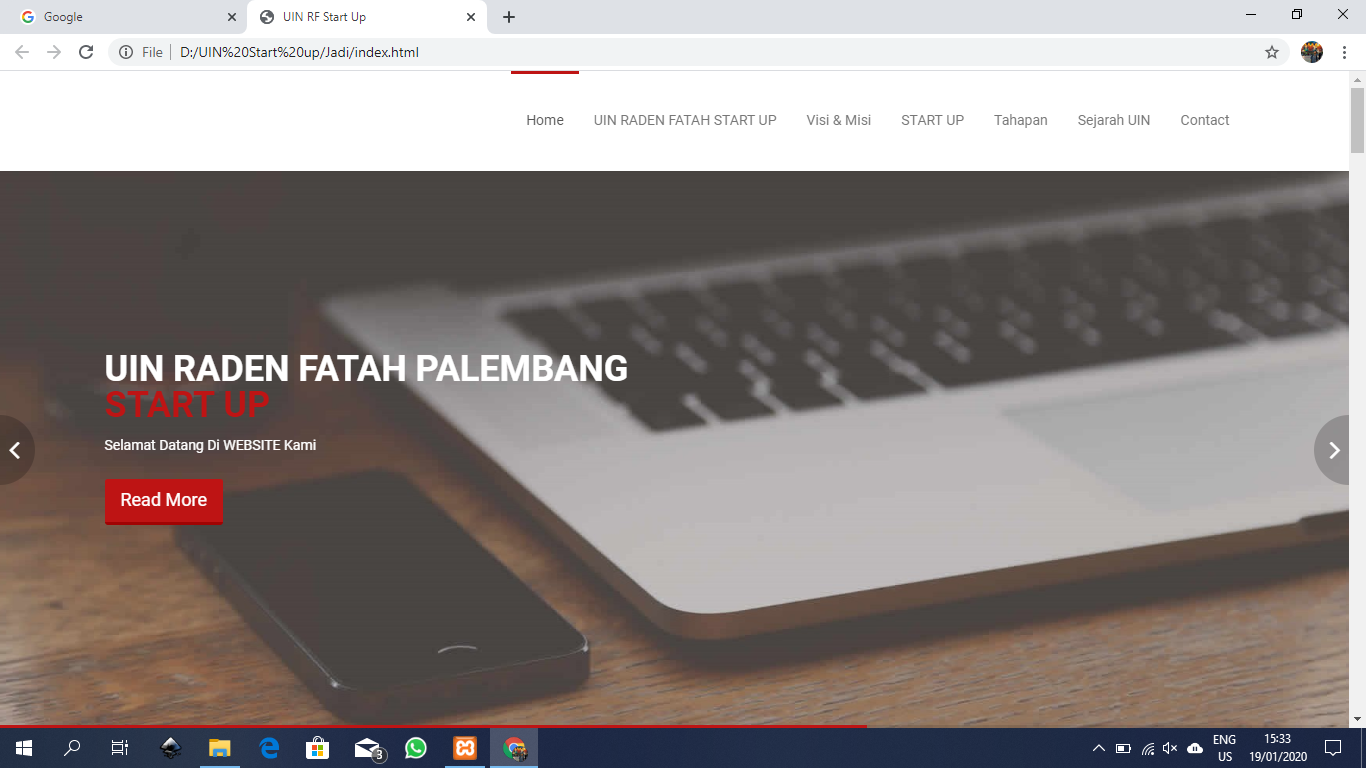 Google
UIN RF Start Up
File
D:/UIN%20Start%20up/Jadi/index.html
Home
UIN RADEN FATAH START UP
Visi & Misi
START UP
Tahapan
Sejarah UIN
Contact
UIN RADEN FATAH PALEMBANG
START UP
Selamat Datang Di WEBSITE Kami
Read More
3
ENG
US
15:33
19/01/2020